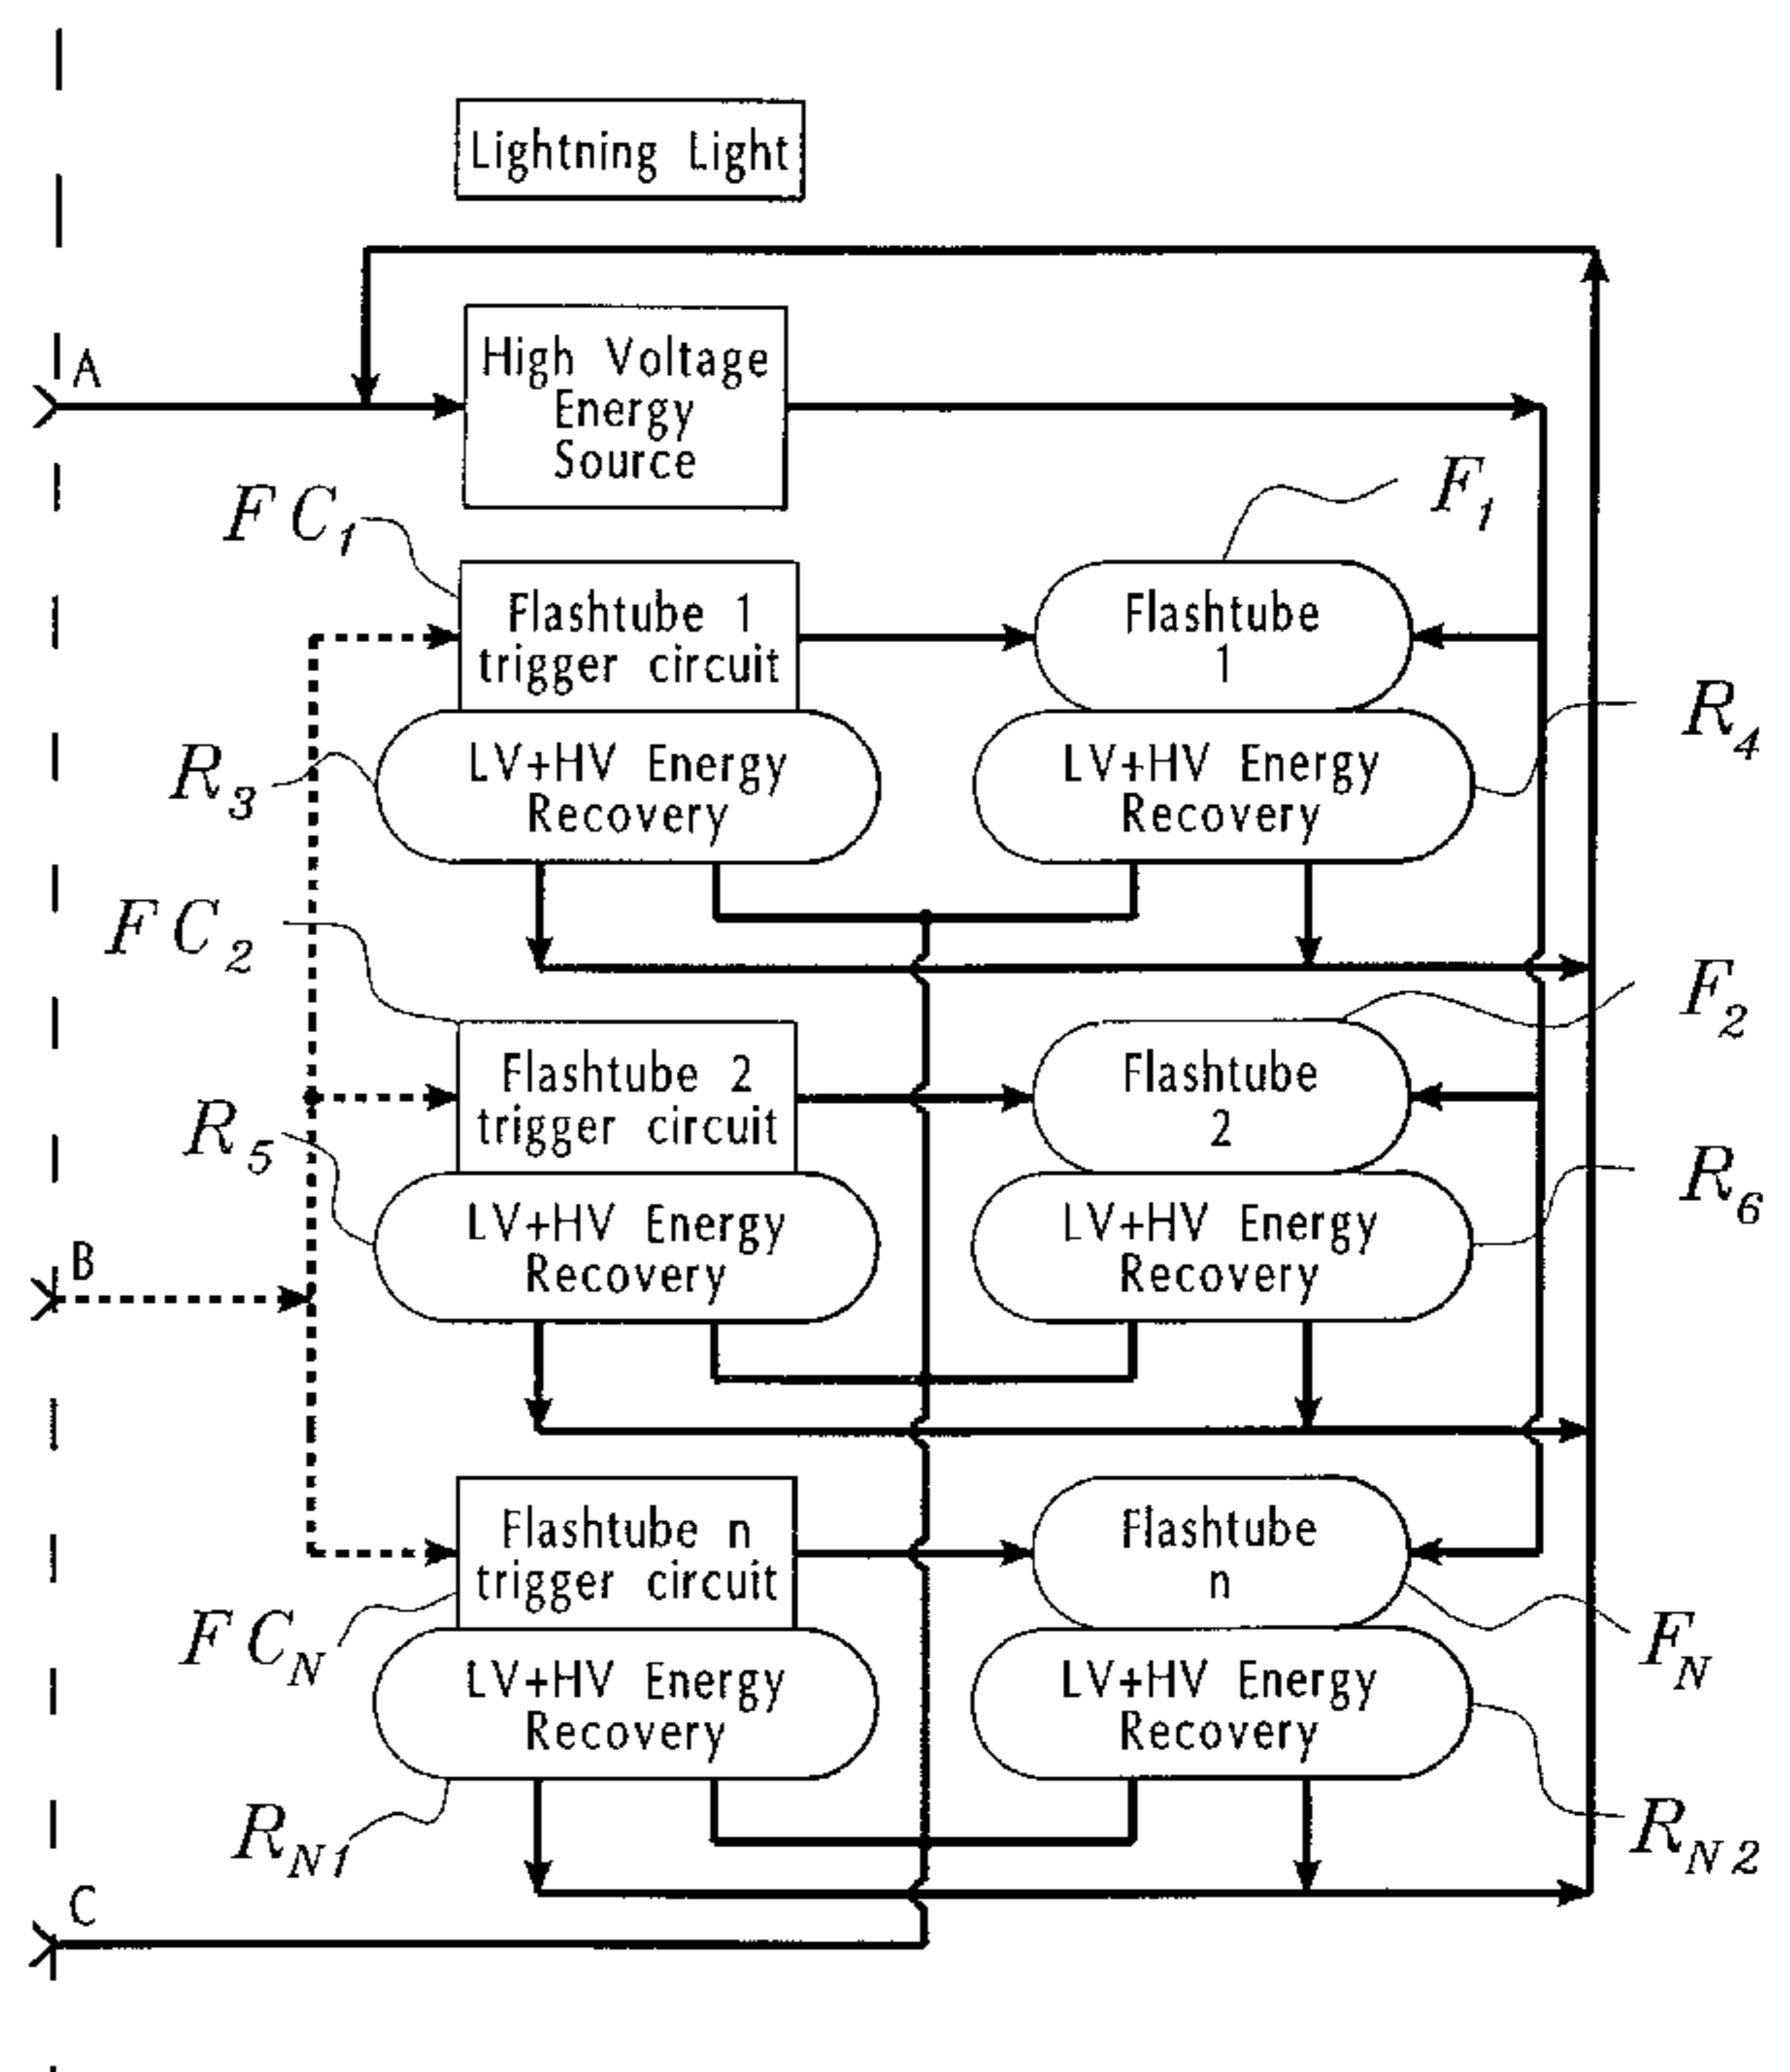 Lightning Light
A
High Voltage
Energy
Source
FC1
F1
Flashtube 1
trigger circuit
Flashtube
1
R3
LV+HV Energy
Recovery
LV+HV Energy
Recovery
R4
FC2
F2
Flashtube 2
trigger circuit
Flashtube
2
R5
LV+HV Energy
Recovery
LV+HV Energy
Recovery
R6
B
Flashtube n
trigger circuit
Flashtube
n
FCN
FN
LV+HV Energy
Recovery
LV+HV Energy
Recovery
RN1
RN2
C